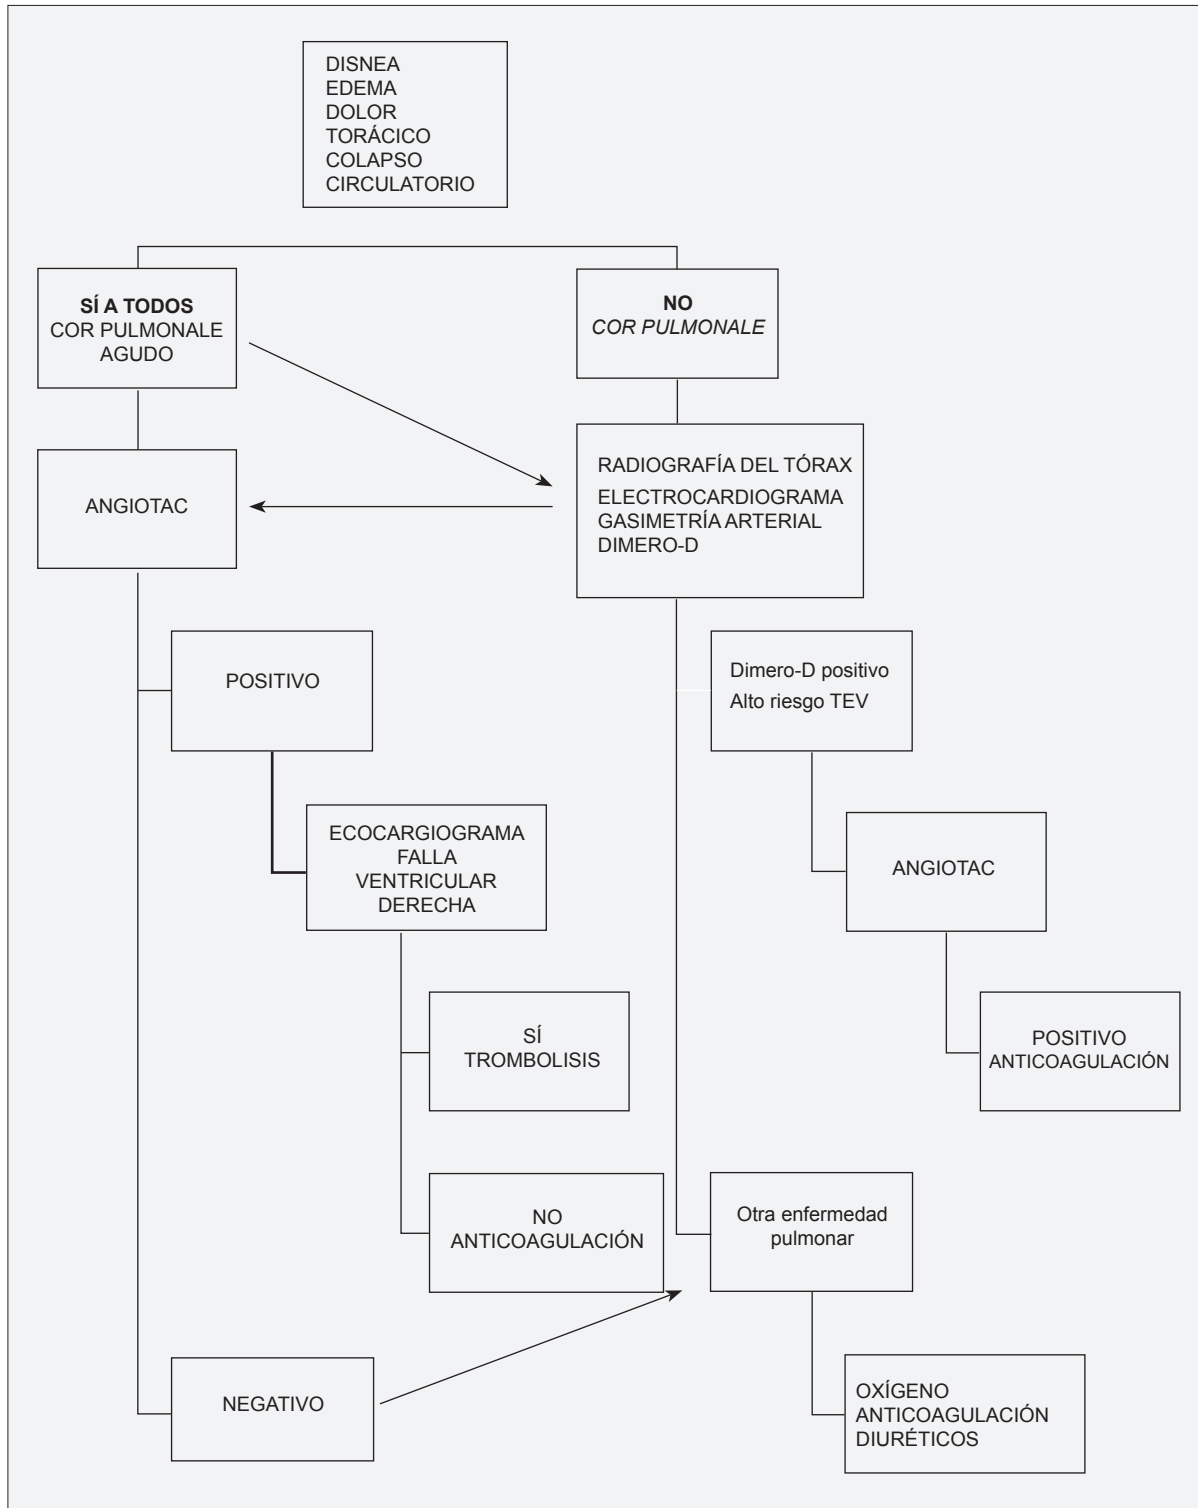 DISNEA
EDEMA
DOLOR
TORÁCICO
COLAPSO
CIRCULATORIO
SÍ A TODOS
COR PULMONALE
AGUDO
NO
COR PULMONALE
ANGIOTAC
RADIOGRAFÍA DEL TÓRAX
ELECTROCARDIOGRAMA
GASIMETRÍA ARTERIAL
DIMERO-D
POSITIVO
Dimero-D positivo
Alto riesgo TEV
ECOCARGIOGRAMA
FALLA
VENTRICULAR
DERECHA
ANGIOTAC
SÍ
TROMBOLISIS
POSITIVO
ANTICOAGULACIÓN
NO
ANTICOAGULACIÓN
Otra enfermedad
pulmonar
NEGATIVO
OXÍGENO
ANTICOAGULACIÓN
DIURÉTICOS